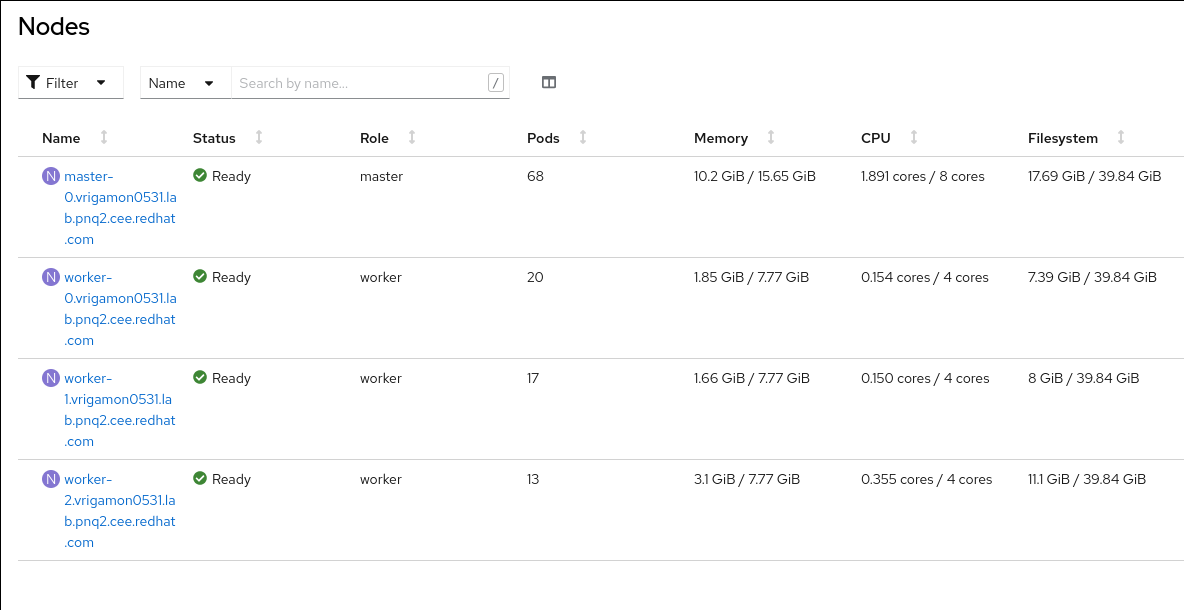 Nodes
Filter Name Search by name... /
Name Status Role Pods Memory CPU Filesystem
N master- Ready master 68 10.2 GiB / 15.65 GiB 1.891 cores / 8 cores 17.69 GiB / 39.84 GiB
0.vrigamon0531.la
b.pnq2.cee.redhat
.com
N worker- Ready worker 20 1.85 GiB / 7.77 GiB 0.154 cores / 4 cores 7.39 GiB / 39.84 GiB
0.vrigamon0531.la
b.pnq2.cee.redhat
.com
N worker- Ready worker 17 1.66 GiB / 7.77 GiB 0.150 cores / 4 cores 8 GiB / 39.84 GiB
1.vrigamon0531.la
b.pnq2.cee.redhat
.com
N worker- Ready worker 13 3.1 GiB / 7.77 GiB 0.355 cores / 4 cores 11.1 GiB / 39.84 GiB
2.vrigamon0531.la
b.pnq2.cee.redhat
.com